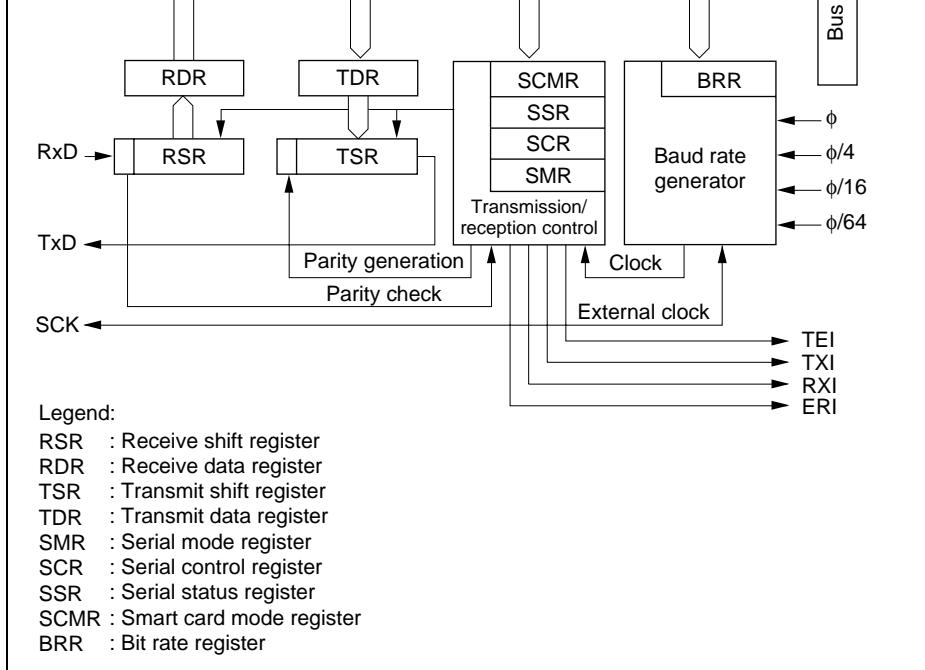 Bus
RDR
TDR
SCMR
BRR
SSR
φ
RxD
RSR
TSR
SCR
Baud rate
generator
φ/4
SMR
φ/16
Transmission/
reception control
φ/64
TxD
Parity generation
Clock
Parity check
External clock
SCK
TEI
TXI
RXI
ERI
Legend:
RSR : Receive shift register
RDR : Receive data register
TSR : Transmit shift register
TDR : Transmit data register
SMR : Serial mode register
SCR : Serial control register
SSR : Serial status register
SCMR : Smart card mode register
BRR : Bit rate register